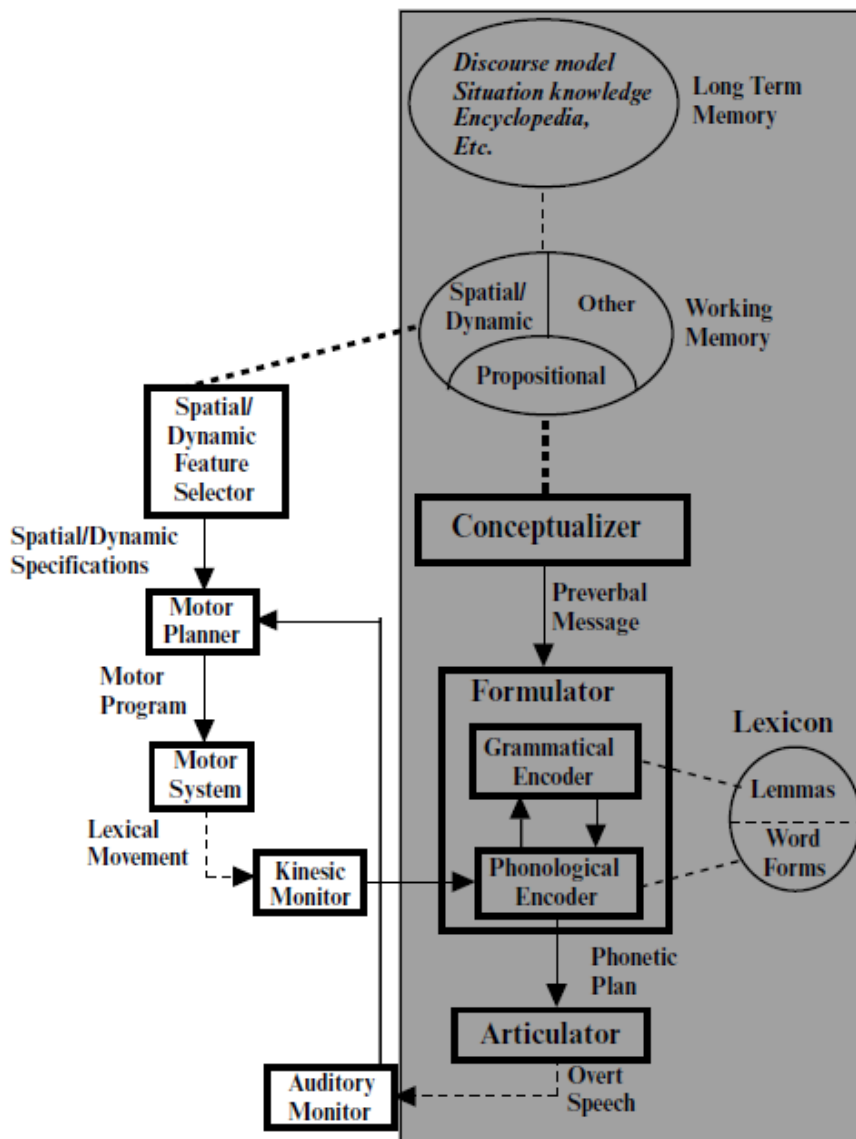 Discourse model
Situation knowledge
Encyclopedia,
Etc.
Long Term
Memory
Spatial/
Dynamic
Other
Propositional
Working
Memory
Spatial/
Dynamic
Feature
Selector
Spatial/Dynamic
Specifications
Conceptualizer
Preverbal
Message
Motor
Planner
Motor
Program
Motor
System
Lexical
Movement
Kinesic
Monitor
Formulator
Grammatical
Encoder
Phonological
Encoder
Lexicon
Lemmas
Word
Forms
Phonetic
Plan
Articulator
Overt
Speech
Auditory
Monitor